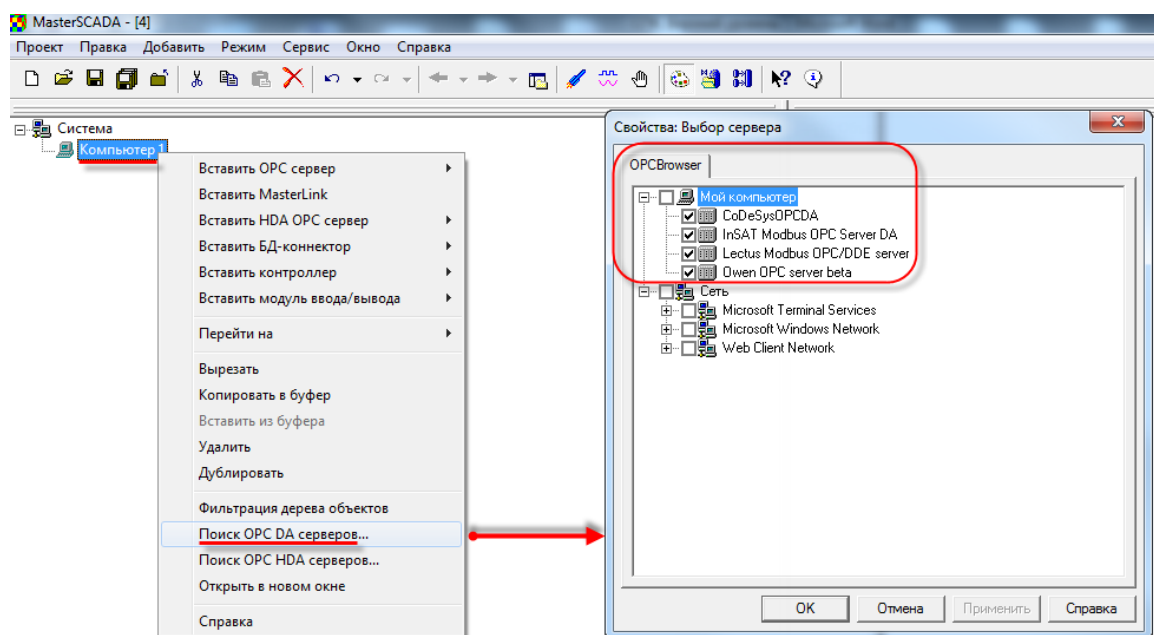 MasterSCADA - [4]
Проект Правка Добавить Режим Сервис Окно Справка
Система
Компьютер 1
Вставить OPC сервер
Вставить MasterLink
Вставить HDA OPC сервер
Вставить БД-коннектор
Вставить контроллер
Вставить модуль ввода/вывода
Перейти на
Вырезать
Копировать в буфер
Вставить из буфера
Удалить
Дублировать
Фильтрация дерева объектов
Поиск OPC DA серверов...
Поиск OPC HDA серверов...
Открыть в новом окне
Справка
Свойства: Выбор сервера
OPCBrowser
Мой компьютер
CoDeSysOPCDA
InSAT Modbus OPC Server DA
Lectus Modbus OPC/DDE server
Owen OPC server beta
Сеть
Microsoft Terminal Services
Microsoft Windows Network
Web Client Network
OK Отмена Применить Справка